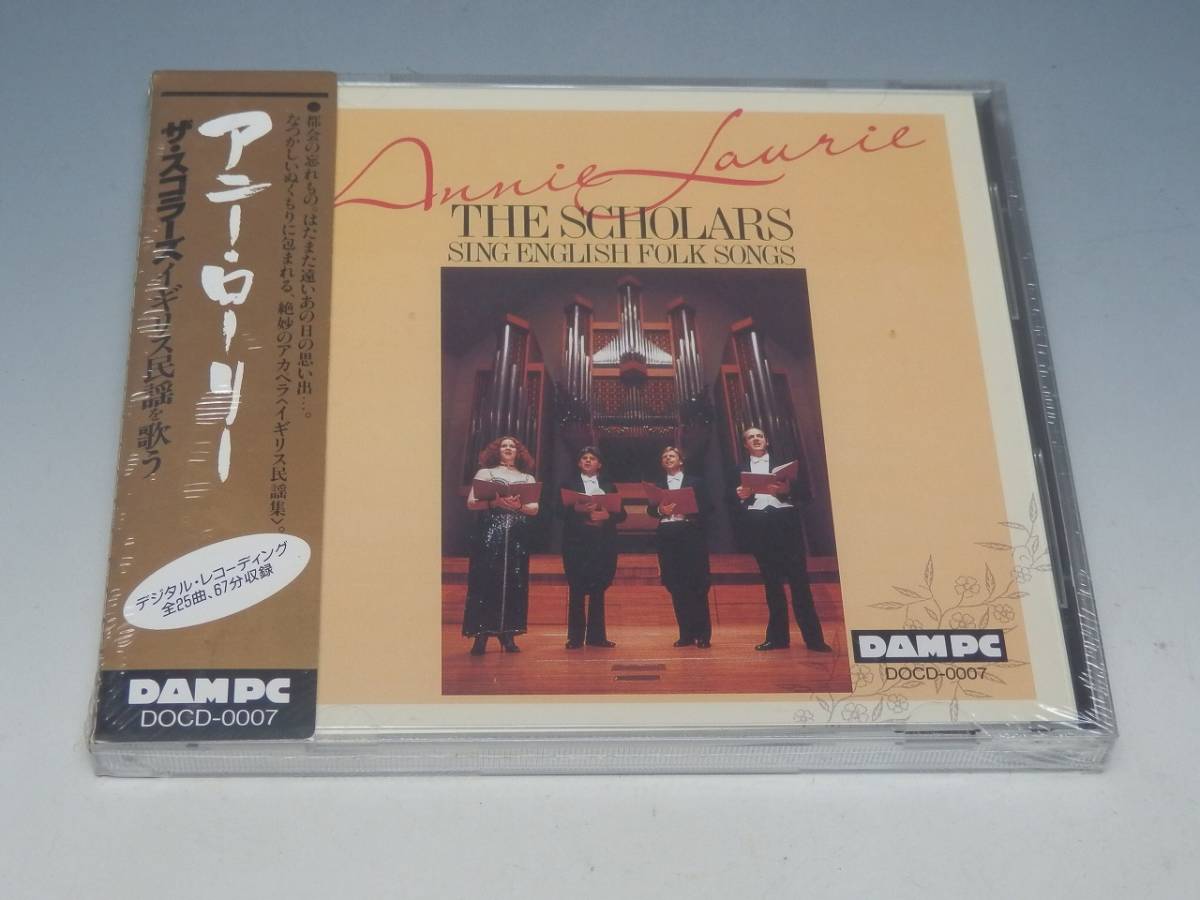 アニー・ローリー
ザ・スコラーズ/イギリス民謡を歌う
●都会の忘れもの。はたまた遠いあの日の思い出…。
なつかしいぬくもりに包まれる、絶妙のアカペラ〈イギリス民謡集〉。
デジタル・レコーディング
全25曲、67分収録
DAM PC
DOCD-0007
Annie Laurie
THE SCHOLARS
SING ENGLISH FOLK SONGS
DAM PC
DOCD-0007